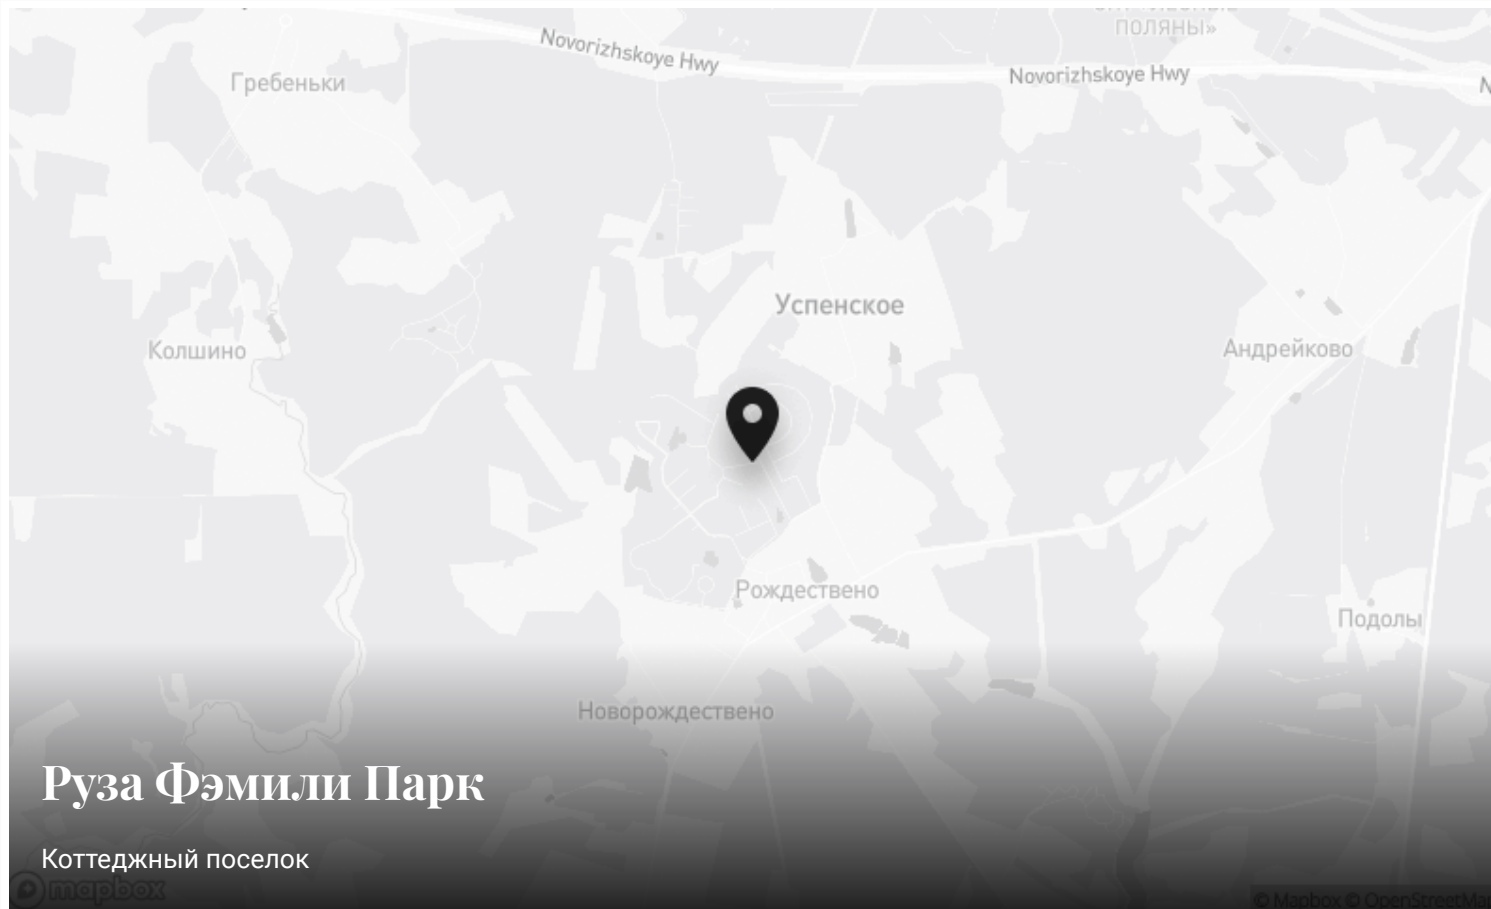 ПОЛЯНЫ»
Novorizhskoye Hwy
Novorizhskoye Hwy
Гребеньки
Успенское
Колшино
Андрейково
Рождествено
Подолы
Новорождествено
Руза Фэмили Парк
Коттеджный поселок
mapbox
© Mapbox © OpenStreetMap